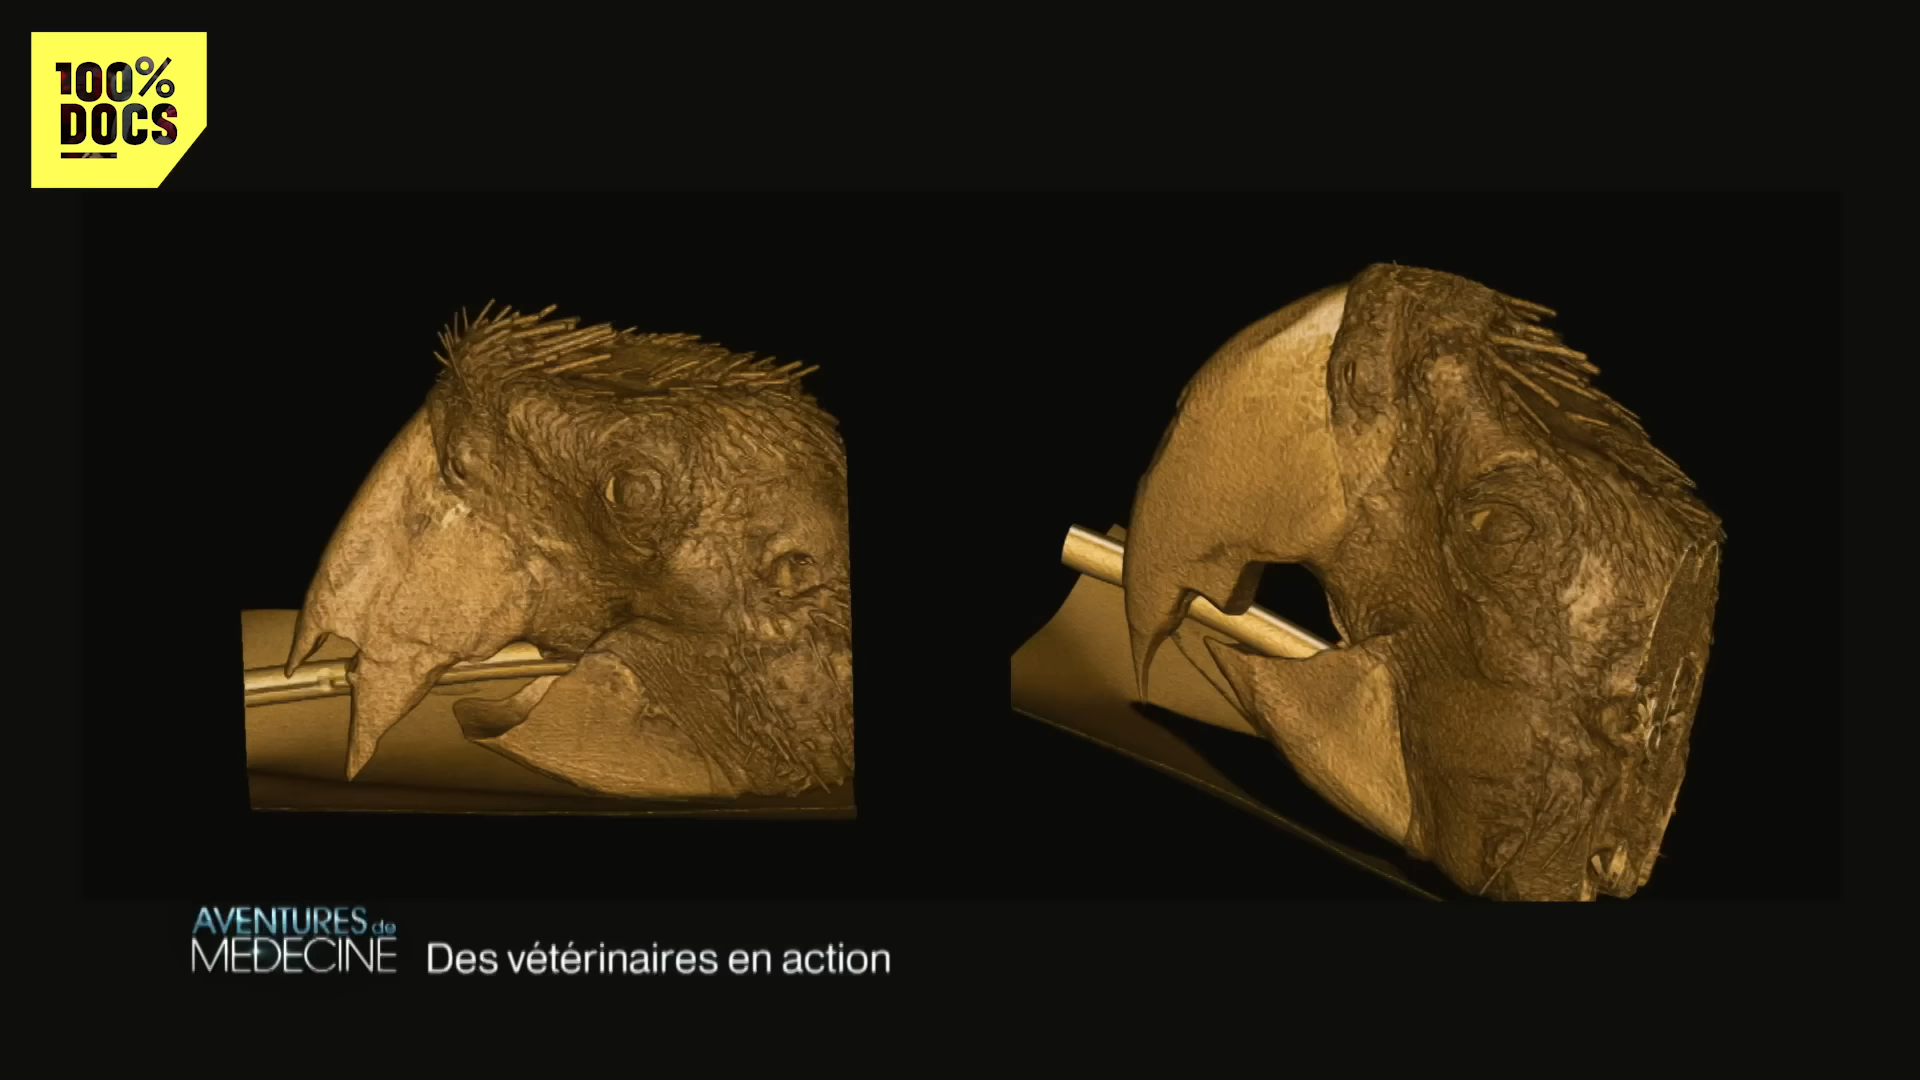 100%
DOCS
AVENTURES de
MEDECINE
Des vétérinaires en action